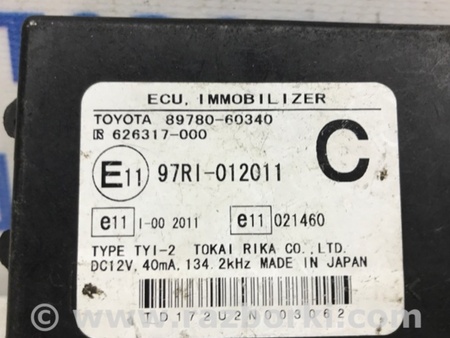 ECU, IMMOBILIZER
TOYOTA 89780-60340
626317-000
C
E11 97RI-012011
e11 I-00 2011 e11 021460
TYPE TYI-2 TOKAI RIKA CO.,LTD.
DC12V, 40mA, 134.2kHz MADE IN JAPAN
TD172U2N003062
www.razborki.com